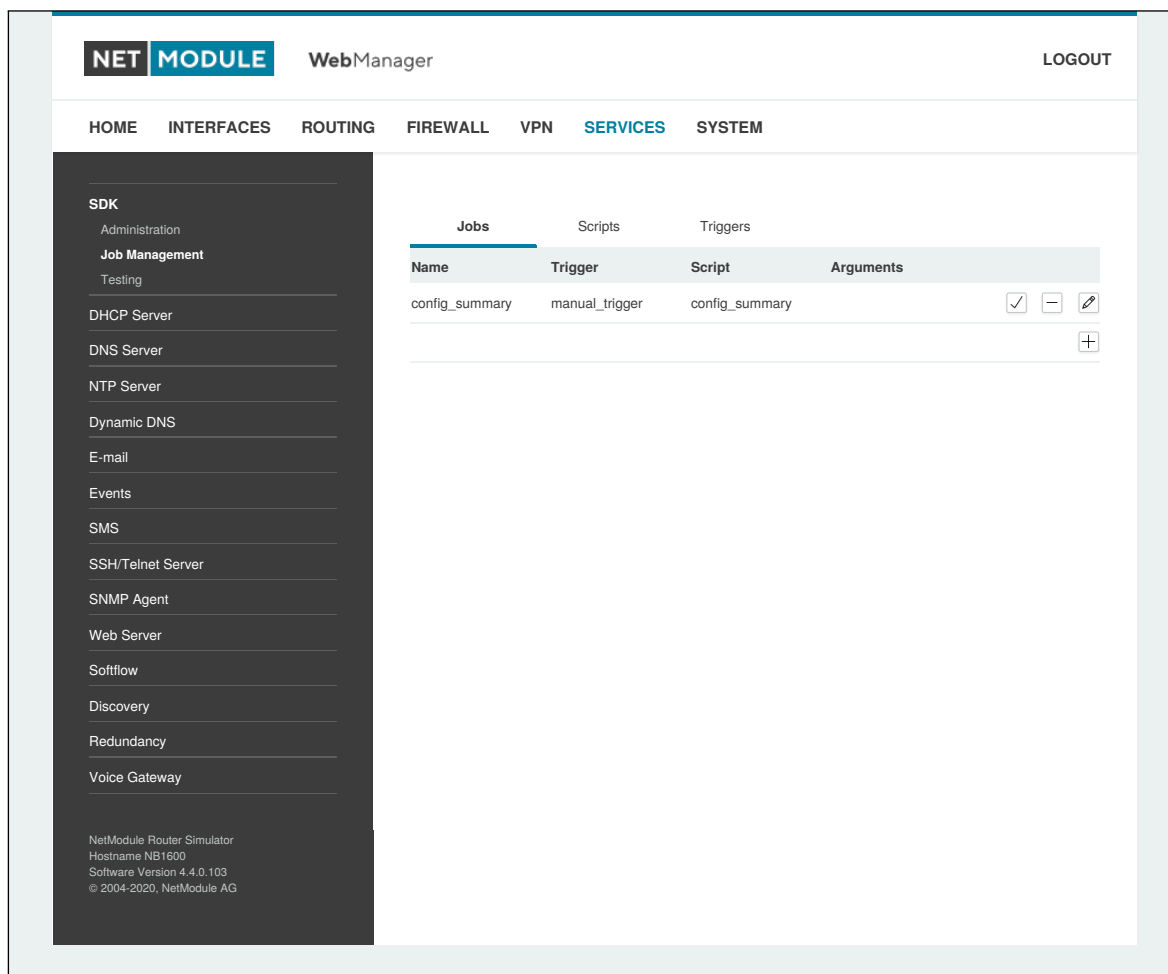 NET MODULE WebManager LOGOUT
HOME INTERFACES ROUTING FIREWALL VPN SERVICES SYSTEM
SDK
Administration
Job Management
Testing
DHCP Server
DNS Server
NTP Server
Dynamic DNS
E-mail
Events
SMS
SSH/Telnet Server
SNMP Agent
Web Server
Softflow
Discovery
Redundancy
Voice Gateway
NetModule Router Simulator
Hostname NB1600
Software Version 4.4.0.103
© 2004-2020, NetModule AG
Jobs Scripts Triggers
Name Trigger Script Arguments
config_summary manual_trigger config_summary